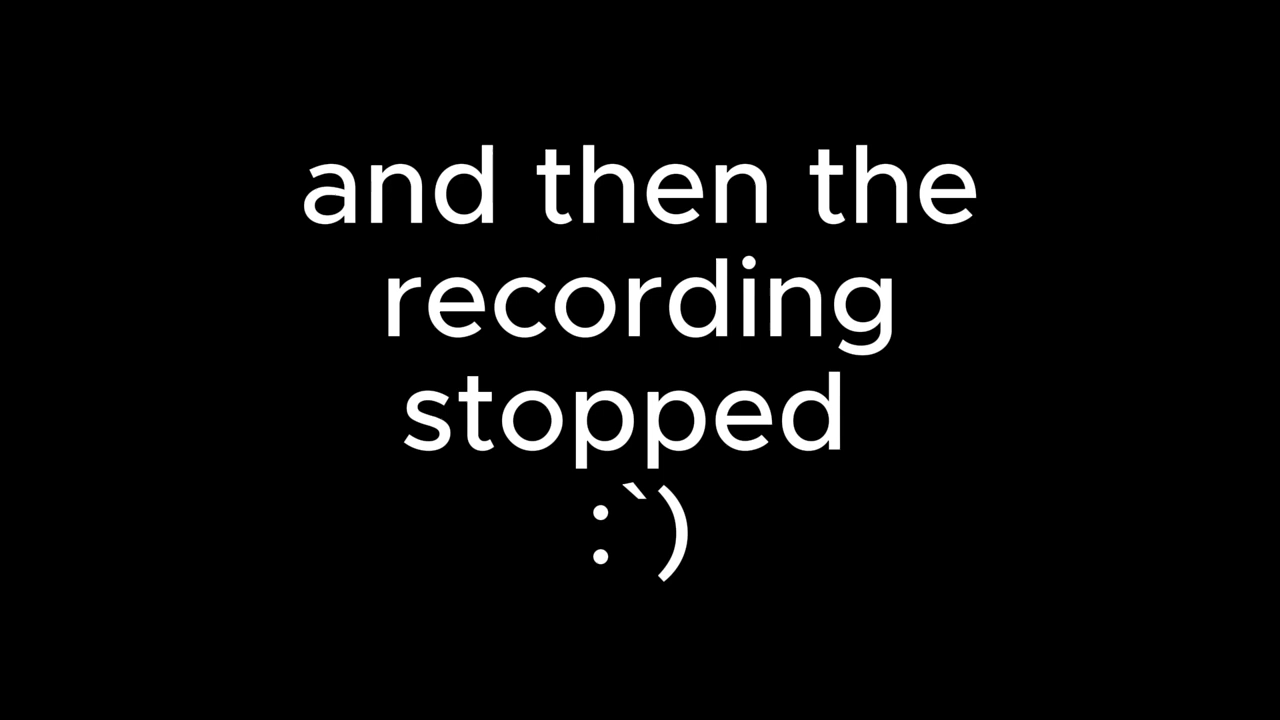 and then the
recording
stopped
:`)